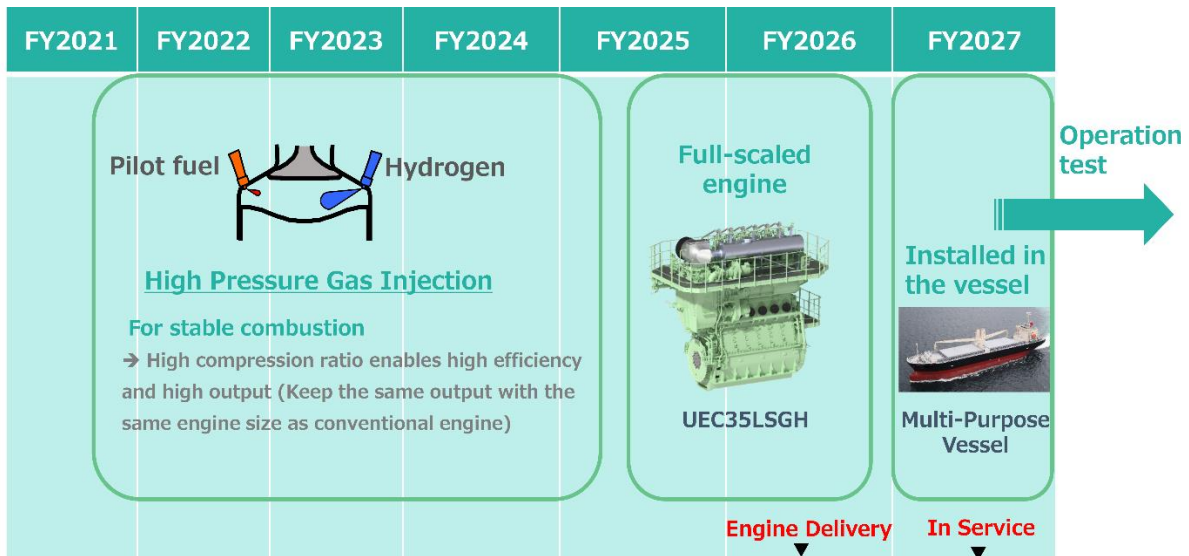 FY2021 FY2022 FY2023 FY2024 FY2025 FY2026 FY2027
Pilot fuel
Hydrogen
High Pressure Gas Injection
For stable combustion
→ High compression ratio enables high efficiency
and high output (Keep the same output with the
same engine size as conventional engine)
Full-scaled
engine
UEC35LSGH
Installed in
the vessel
Multi-Purpose
Vessel
Operation
test
Engine Delivery
In Service